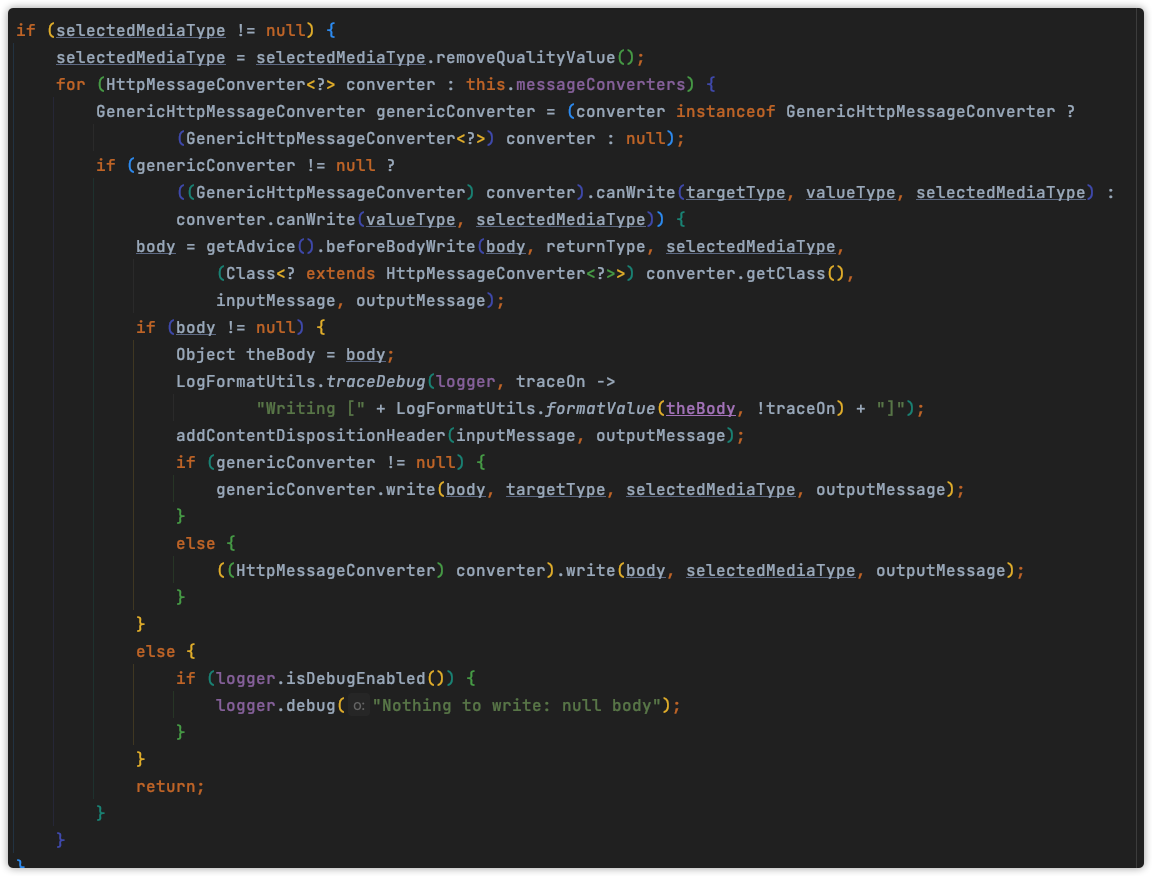 if (selectedMediaType != null) {
    selectedMediaType = selectedMediaType.removeQualityValue();
    for (HttpMessageConverter<?> converter : this.messageConverters) {
        GenericHttpMessageConverter genericConverter = (converter instanceof GenericHttpMessageConverter ?
                (GenericHttpMessageConverter<?>) converter : null);
        if (genericConverter != null ?
                ((GenericHttpMessageConverter) converter).canWrite(targetType, valueType, selectedMediaType) :
                converter.canWrite(valueType, selectedMediaType)) {
            body = getAdvice().beforeBodyWrite(body, returnType, selectedMediaType,
                    (Class<? extends HttpMessageConverter<?>>) converter.getClass(),
                    inputMessage, outputMessage);
            if (body != null) {
                Object theBody = body;
                LogFormatUtils.traceDebug(logger, traceOn ->
                        "Writing [" + LogFormatUtils.formatValue(theBody, !traceOn) + "]");
                addContentDispositionHeader(inputMessage, outputMessage);
                if (genericConverter != null) {
                    genericConverter.write(body, targetType, selectedMediaType, outputMessage);
                }
                else {
                    ((HttpMessageConverter) converter).write(body, selectedMediaType, outputMessage);
                }
            }
            else {
                if (logger.isDebugEnabled()) {
                    logger.debug( o: "Nothing to write: null body");
                }
            }
            return;
        }
    }
}